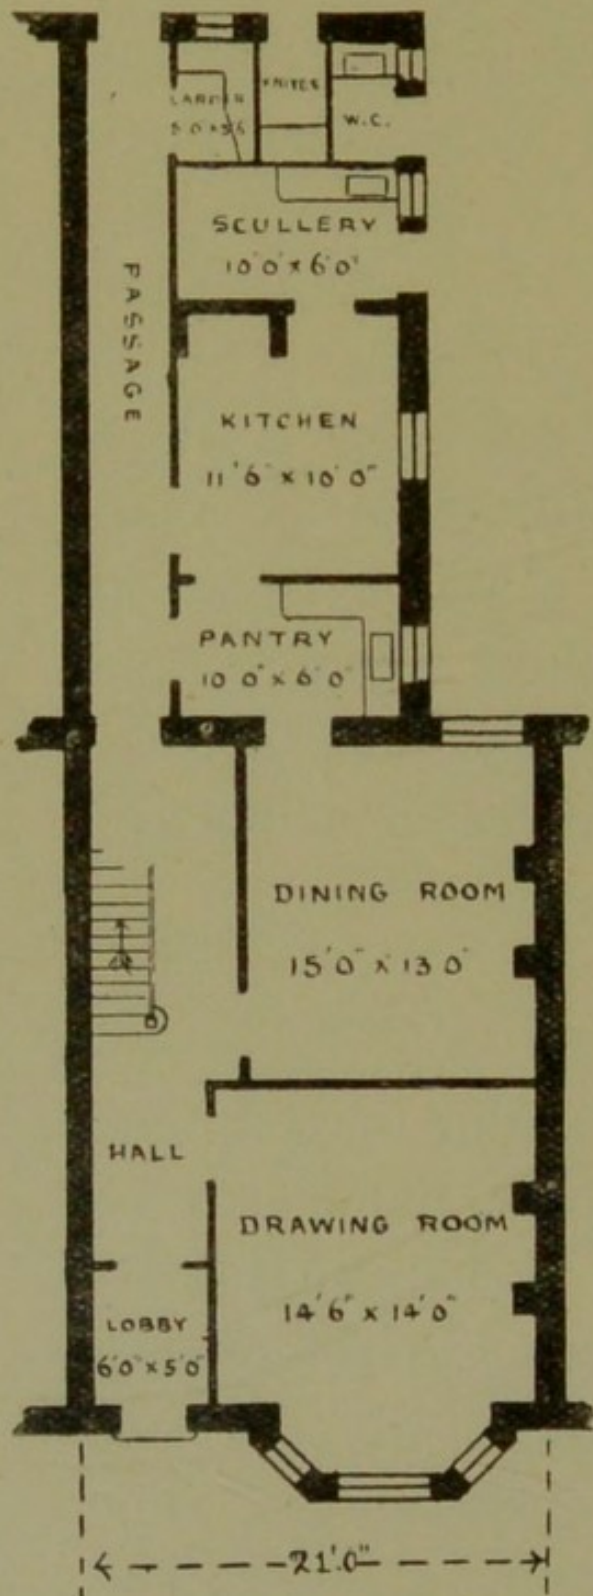 LARDER
W.C.
SCULLERY
10'0" x 6'0"
PASSAGE
KITCHEN
11'6" x 10'0"
PANTRY
10'0" x 6'0"
DINING ROOM
15'0" x 13'0"
HALL
DRAWING ROOM
14'6" x 14'0"
LOBBY
6'0" x 5'0"
21'0"